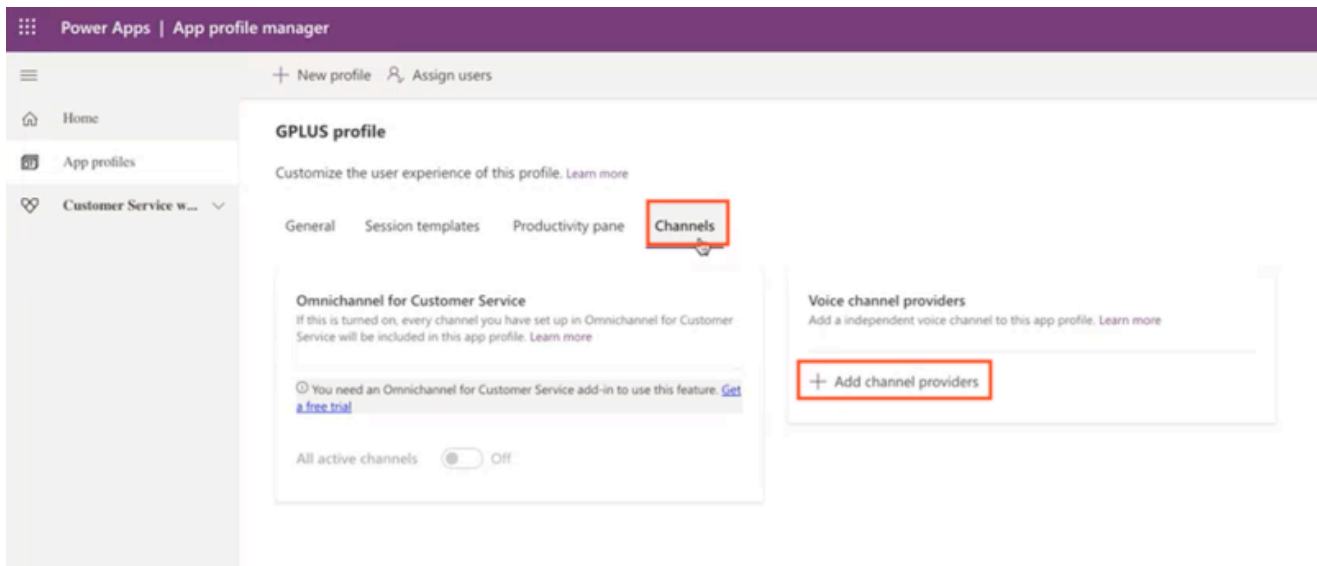 Power Apps | App profile manager
+ New profile Assign users
Home
App profiles
Customer Service w...
GPLUS profile
Customize the user experience of this profile. Learn more
General Session templates Productivity pane Channels
Omnichannel for Customer Service
If this is turned on, every channel you have set up in Omnichannel for Customer
Service will be included in this app profile. Learn more
You need an Omnichannel for Customer Service add-in to use this feature. Get
a free trial
All active channels Off
Voice channel providers
Add a independent voice channel to this app profile. Learn more
+ Add channel providers